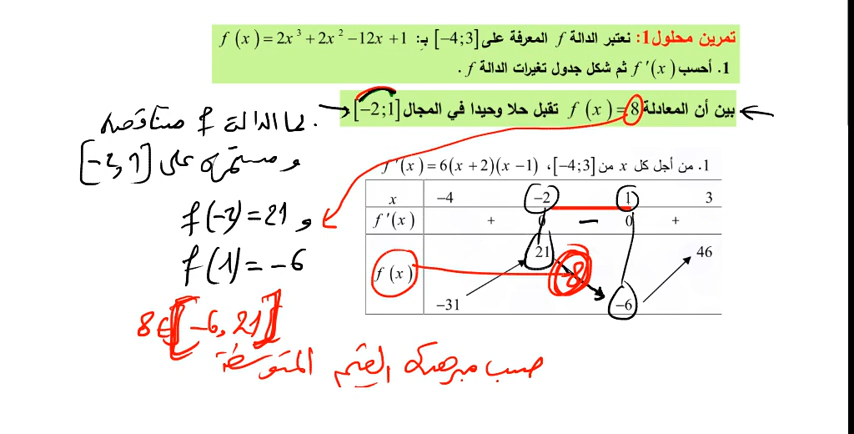 تمرين محلول1: نعتبر الدالة f المعرفة على [-4;3] بـ: f(x)=2x³+2x²-12x+1
1. أحسب f'(x) ثم شكل جدول تغيرات الدالة f.
بين أن المعادلة f(x)=8 تقبل حلا وحيدا في المجال [-2;1]
لما الدالة f متناقصة
و مستمرة على [-2,1]
f(-2)=21 و
f(1)=-6
8∈[-6,21]
حسب مبرهنة القيم المتوسطة
1. من أجل كل x من [-4;3]، f'(x)=6(x+2)(x-1)
x -4 -2 1 3
f'(x) + 0 - 0 +
f(x) -31 21 8 -6 46